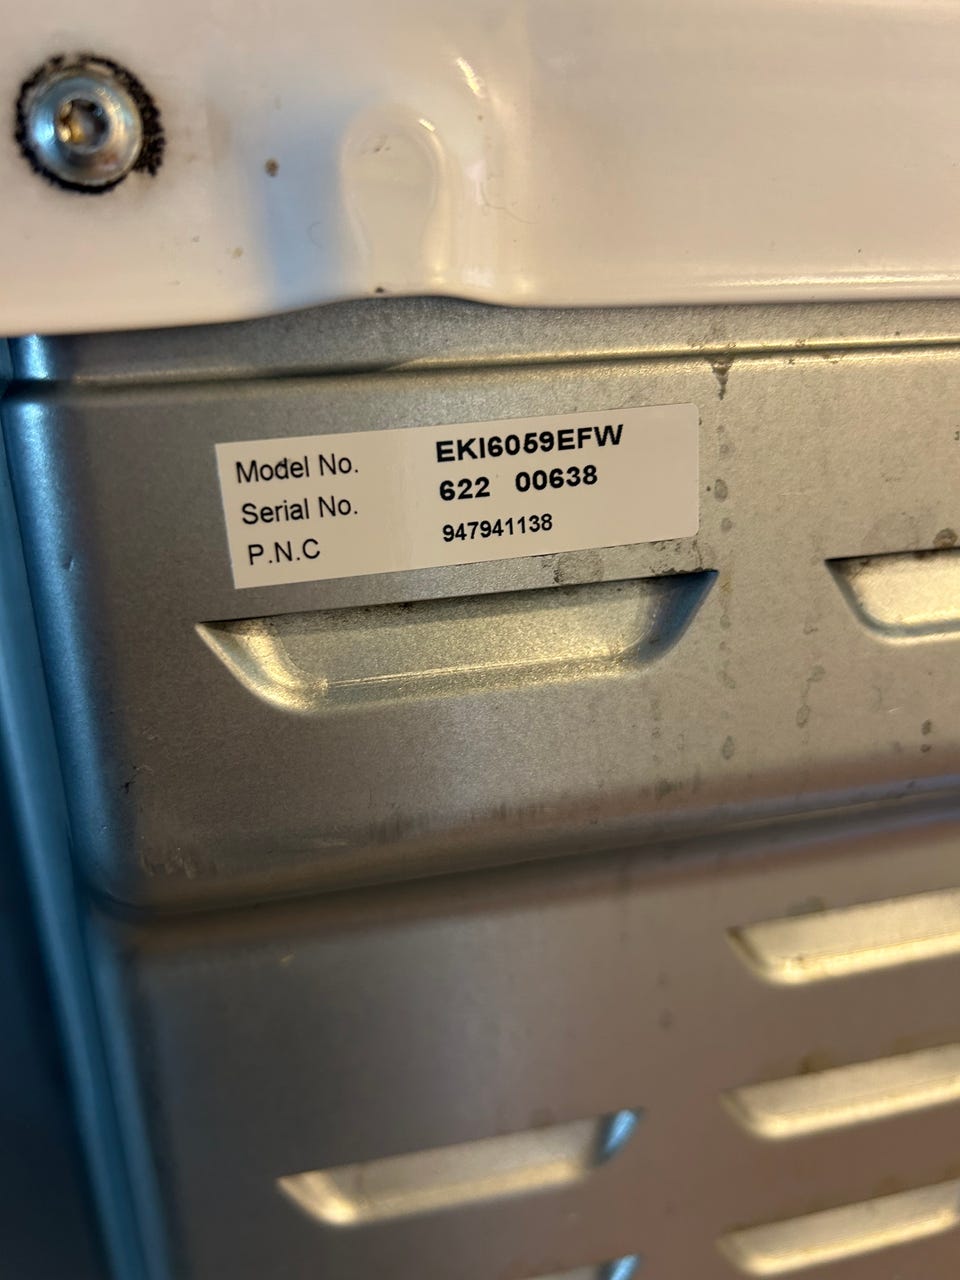 Model No. EKI6059EFW
Serial No. 622 00638
P.N.C 947941138